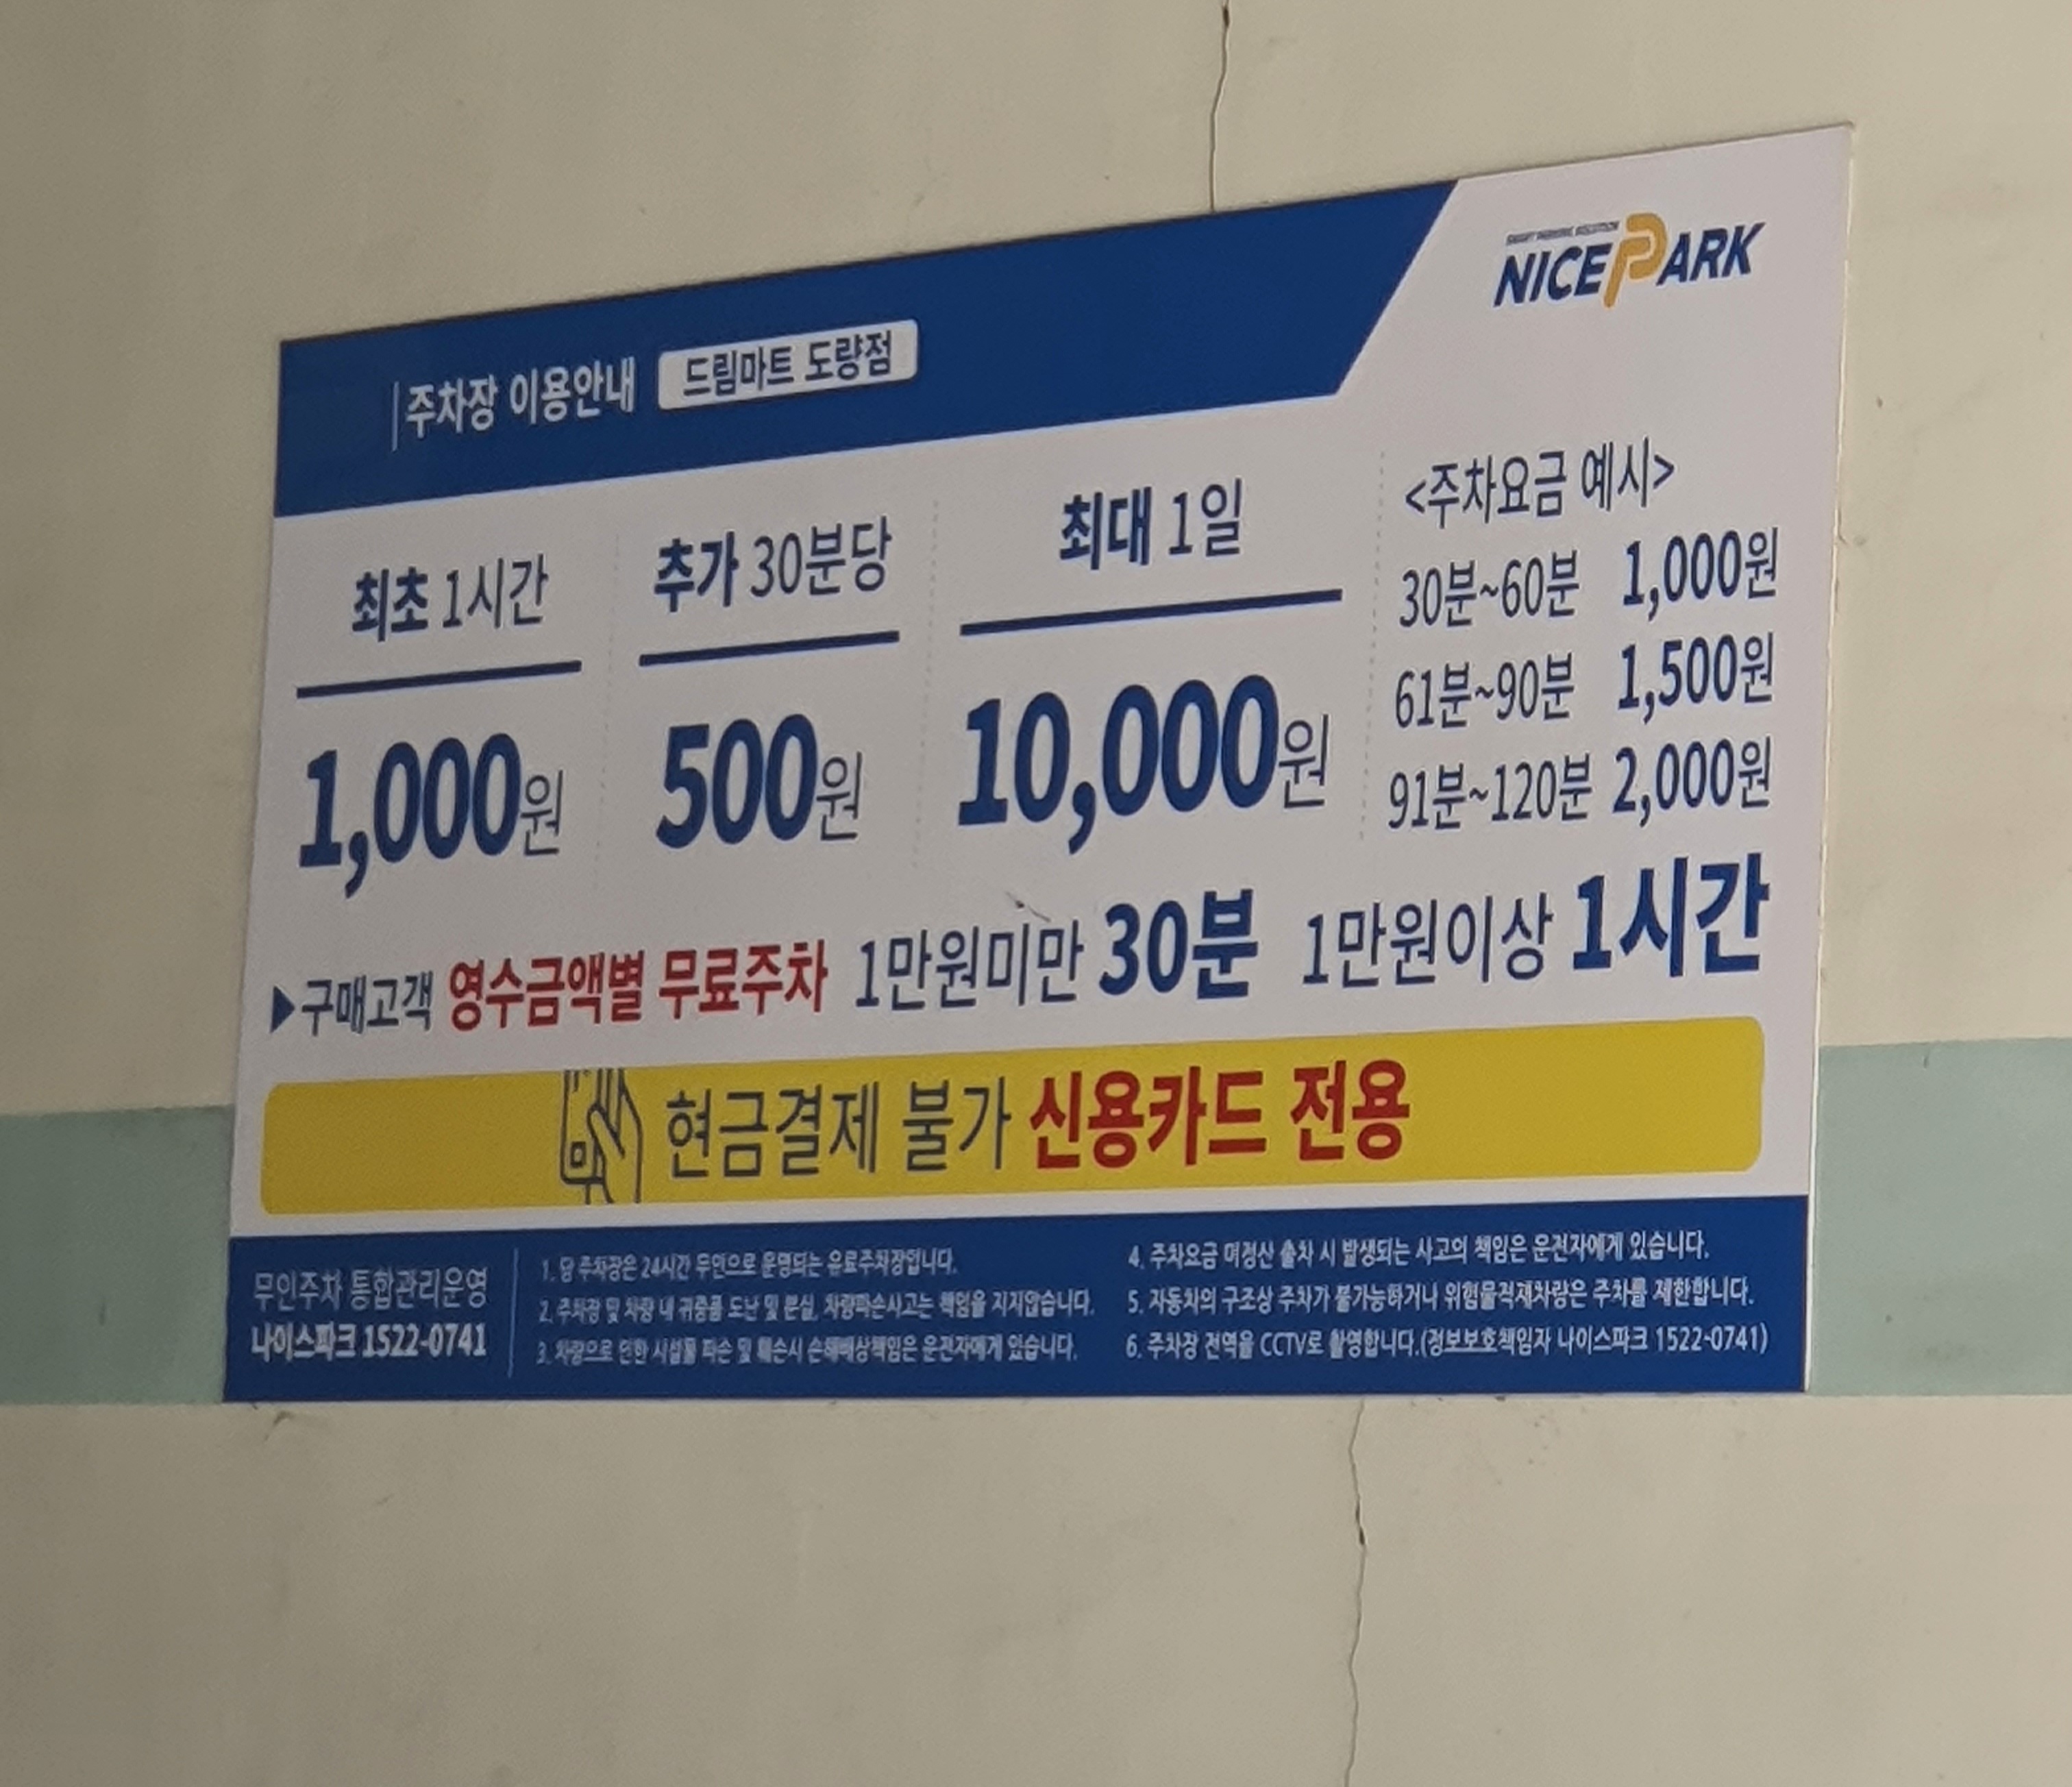 주차장 이용안내 드림마트 도량점
SMART PARKING SOLUTION
NICEPARK
최초 1시간
1,000원
추가 30분당
500원
최대 1일
10,000원
<주차요금 예시>
30분~60분 1,000원
61분~90분 1,500원
91분~120분 2,000원
▶구매고객 영수금액별 무료주차 1만원미만 30분 1만원이상 1시간
현금결제 불가 신용카드 전용
무인주차 통합관리운영
나이스파크 1522-0741
1. 당 주차장은 24시간 무인으로 운영되는 유료주차장입니다.
2. 주차장 및 차량 내 귀중품 도난 및 분실, 차량파손사고는 책임을 지지않습니다.
3. 차량으로 인한 시설물 파손 및 훼손시 손해배상책임은 운전자에게 있습니다.
4. 주차요금 미정산 출차 시 발생되는 사고의 책임은 운전자에게 있습니다.
5. 자동차의 구조상 주차가 불가능하거나 위험물적재차량은 주차를 제한합니다.
6. 주차장 전역을 CCTV로 촬영합니다.(정보보호책임자 나이스파크 1522-0741)